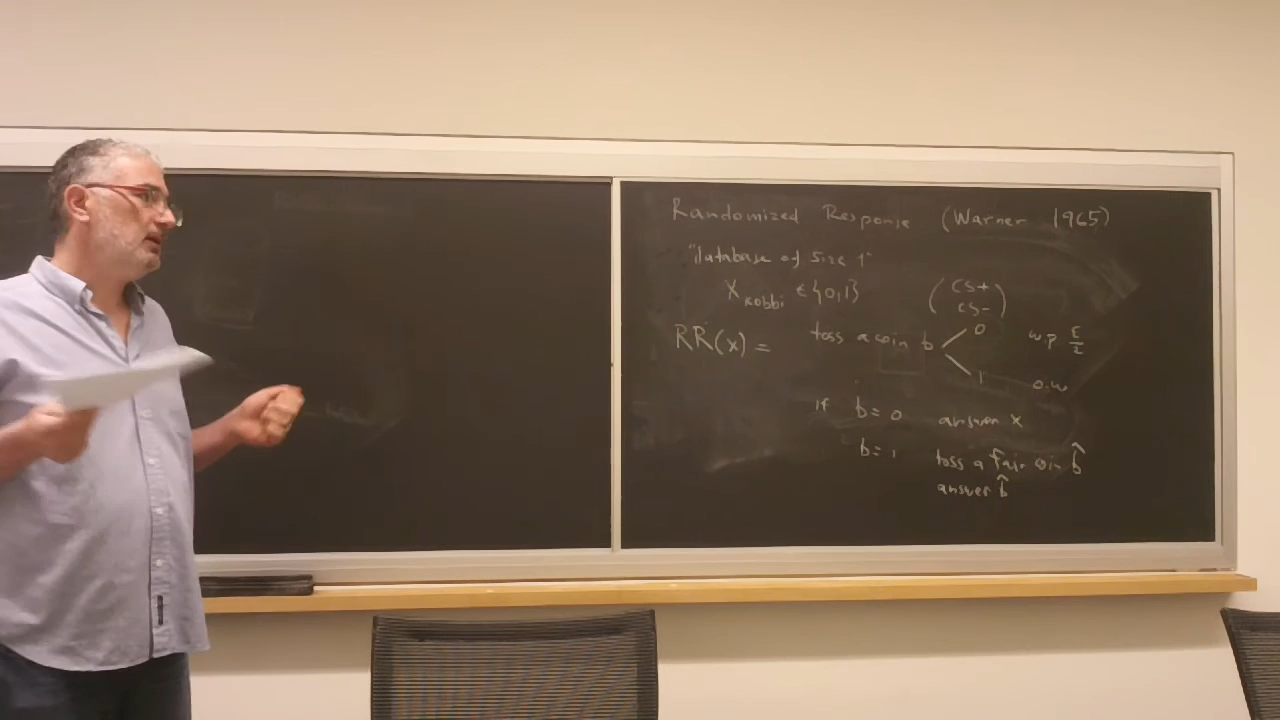 Randomized Response (Warner 1965)
"Database of size 1"
X_Kobbi ∈ {0,1} (CS+ CS-)
RR(x) = toss a coin b 0 w.p ε/2
1 o.w
if b=0 answer x
b=1 toss a fair coin b̂
answer b̂